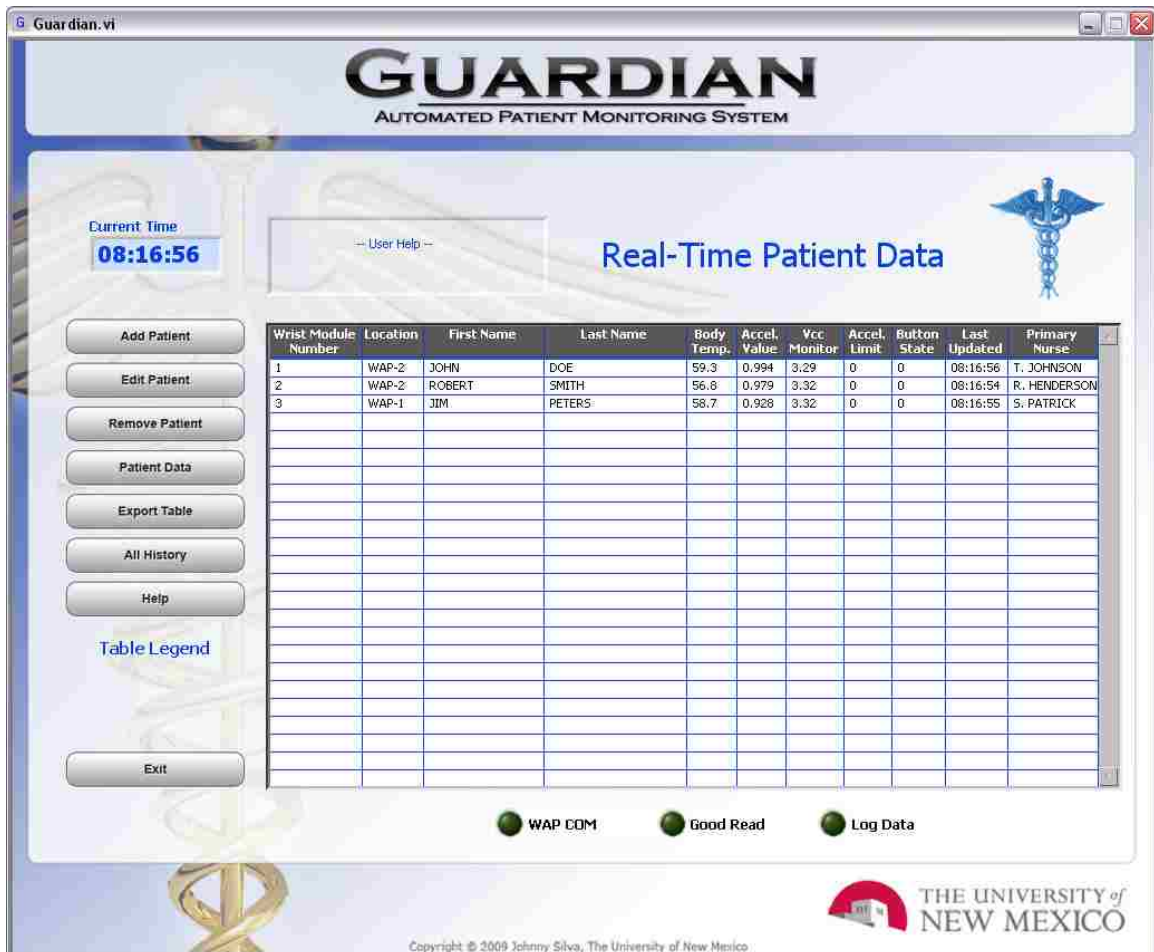 Guardian.vi
GUARDIAN
AUTOMATED PATIENT MONITORING SYSTEM
Current Time
08:16:56
-- User Help --
Real-Time Patient Data
Add Patient
Edit Patient
Remove Patient
Patient Data
Export Table
All History
Help
Table Legend
Exit
Wrist Module Number Location First Name Last Name Body Temp. Accel. Value Vcc Monitor Accel. Limit Button State Last Updated Primary Nurse
1 WAP-2 JOHN DOE 59.3 0.994 3.29 0 0 08:16:56 T. JOHNSON
2 WAP-2 ROBERT SMITH 56.8 0.979 3.32 0 0 08:16:54 R. HENDERSON
3 WAP-1 JIM PETERS 58.7 0.928 3.32 0 0 08:16:55 S. PATRICK
WAP COM Good Read Log Data
THE UNIVERSITY of
NEW MEXICO
Copyright © 2009 Johnny Silva, The University of New Mexico